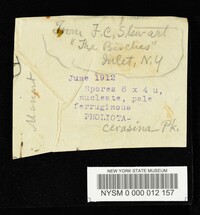 From F.C. Stewart
"The Birches"
Inlet, N.Y
June 1912
Spores 6 x 4 u,
nucleate, pale
ferruginous
PHOLIOTA-
cerasina Pk.
NEW YORK STATE MUSEUM
NYSM 0 000 012 157